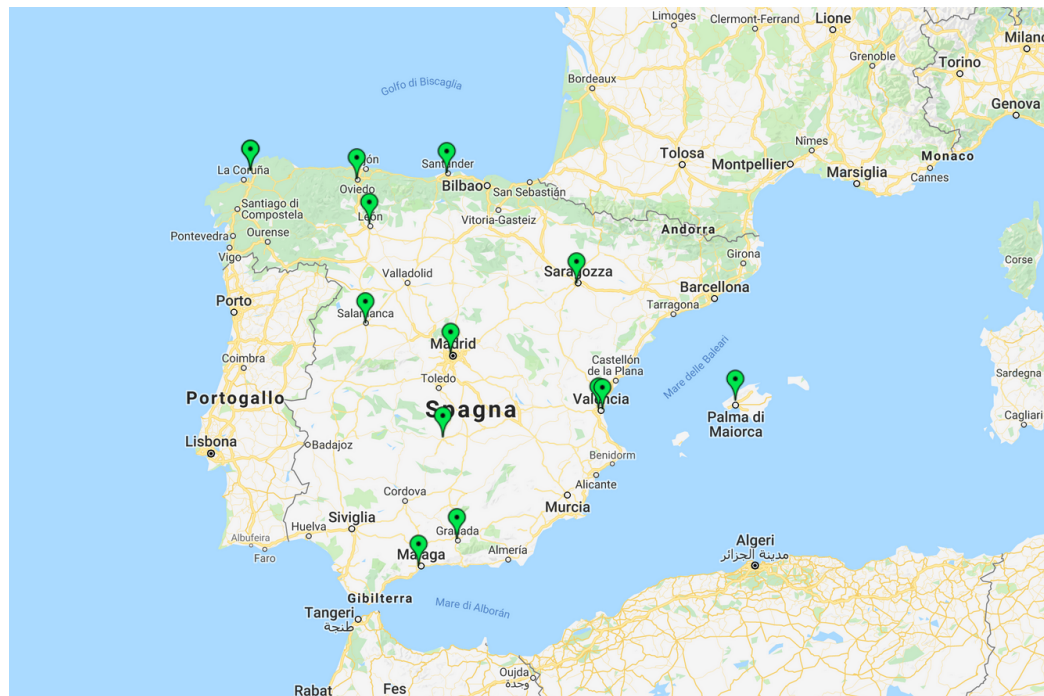 Limoges
Clermont-Ferrand
Lione
Milano
Grenoble
Torino
Bordeaux
Golfo di Biscaglia
Genova
Nîmes
Tolosa
Montpellier
Monaco
Marsiglia
Cannes
La Coruña
Oviedo
Santander
Bilbao
San Sebastián
Santiago di
Compostela
León
Vitoria-Gasteiz
Pontevedra
Ourense
Vigo
Andorra
Girona
Corse
Valladolid
Saragozza
Barcellona
Porto
Tarragona
Salamanca
Madrid
Coimbra
Castellón
de la Plana
Mare delle Baleari
Sardegna
Toledo
Portogallo
Spagna
Valencia
Palma di
Maiorca
Cagliari
Lisbona
Badajoz
Benidorm
Alicante
Cordova
Murcia
Siviglia
Huelva
Granada
Albufeira
Faro
Málaga
Almería
Algeri
مدينة الجزائر
Gibilterra
Mare di Alborán
Tangeri
طنجة
Oujda
وجدة
Rabat
Fes